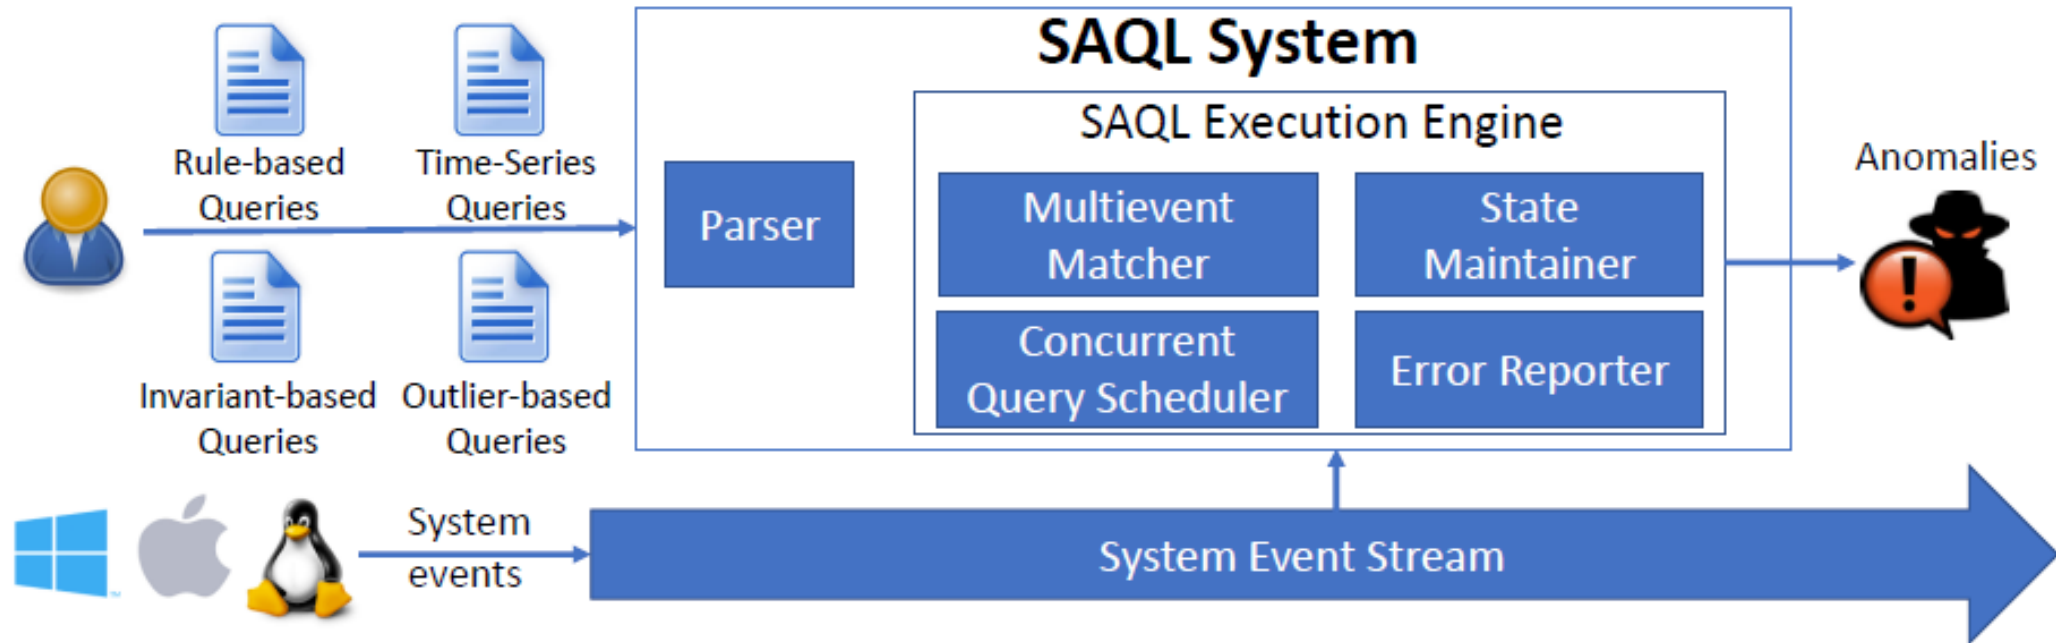 SAQL System
SAQL Execution Engine
Rule-based
Queries
Time-Series
Queries
Parser
Multievent
Matcher
State
Maintainer
Anomalies
Invariant-based
Queries
Outlier-based
Queries
Concurrent
Query Scheduler
Error Reporter
System
events
System Event Stream